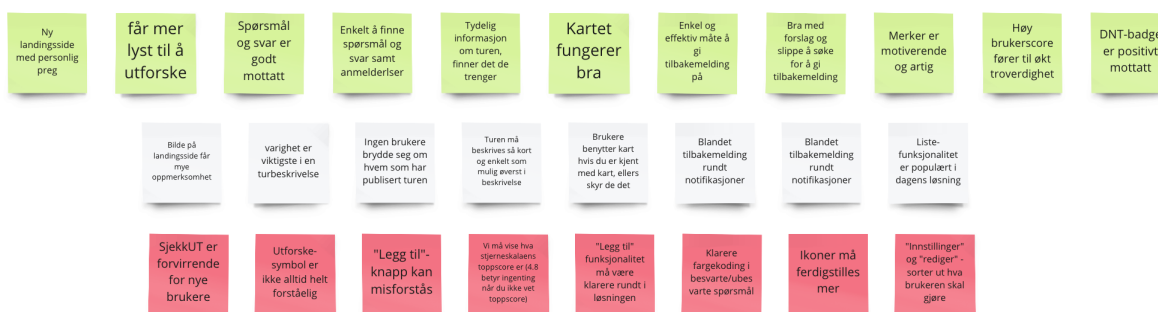 Ny
landingsside
med personlig
preg
får mer
lyst til å
utforske
Spørsmål
og svar er
godt
mottatt
Enkelt å finne
spørsmål og
svar samt
anmelderlser
Tydelig
informasjon
om turen,
finner det de
trenger
Kartet
fungerer
bra
Enkel og
effektiv måte å
gi
tilbakemelding
på
Bra med
forslag og
slippe å søke
for å gi
tilbakemelding
Merker er
motiverende
og artig
Høy
brukerscore
fører til økt
troverdighet
DNT-badge
er positivt
mottatt
Bilde på
landingsside får
mye
oppmerksomhet
varighet er
viktigste i en
turbeskrivelse
Ingen brukere
brydde seg om
hvem som har
publisert turen
Turen må
beskrives så kort
og enkelt som
mulig øverst i
beskrivelse
Brukere
benytter kart
hvis du er kjent
med kart, ellers
skyr de det
Blandet
tilbakemelding
rundt
notifikasjoner
Blandet
tilbakemelding
rundt
notifikasjoner
Liste-
funksjonalitet
er populært i
dagens løsning
SjekkUT er
forvirrende
for nye
brukere
Utforske-
symbol er
ikke alltid helt
forståelig
"Legg til"-
knapp kan
misforstås
Vi må vise hva
stjerneskalaens
toppscore er (4.8
betyr ingenting
når du ikke vet
toppscore)
"Legg til"
funksjonalitet
må være
klarere rundt i
løsningen
Klarere
fargekoding i
besvarte/ubes
varte spørsmål
Ikoner må
ferdigstilles
mer
"Innstillinger"
og "rediger" -
sorter ut hva
brukeren skal
gjøre